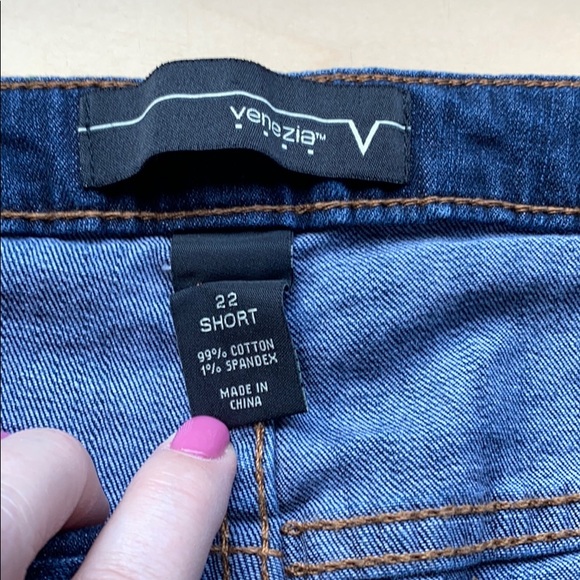 venezia™
V
22
SHORT
99% COTTON
1% SPANDEX
MADE IN
CHINA